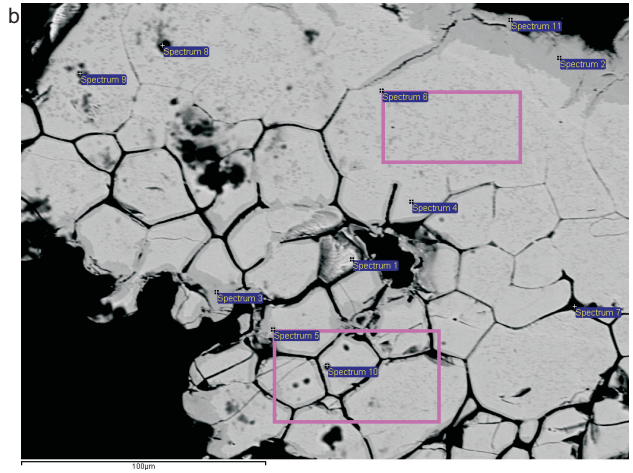 b
Spectrum 11
Spectrum 8
Spectrum 2
Spectrum 9
Spectrum 6
Spectrum 4
Spectrum 1
Spectrum 3
Spectrum 7
Spectrum 5
Spectrum 10
100µm